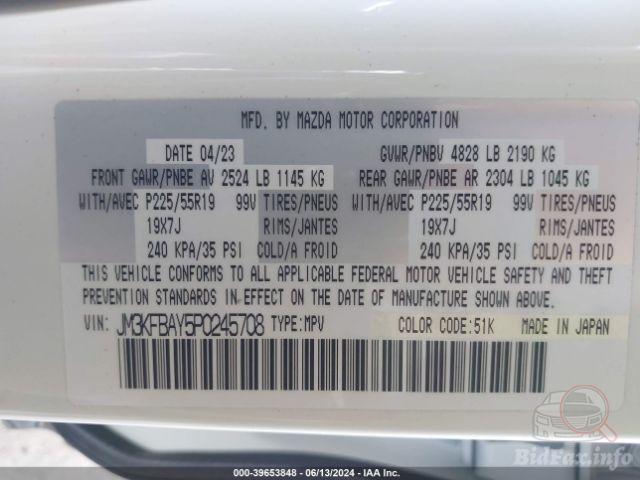 MFD. BY MAZDA MOTOR CORPORATION
DATE 04/23 GVWR/PNBV 4828 LB 2190 KG
FRONT GAWR/PNBE AV 2524 LB 1145 KG REAR GAWR/PNBE AR 2304 LB 1045 KG
WITH/AVEC P225/55R19 99V TIRES/PNEUS WITH/AVEC P225/55R19 99V TIRES/PNEUS
19X7J RIMS/JANTES 19X7J RIMS/JANTES
240 KPA/35 PSI COLD/A FROID 240 KPA/35 PSI COLD/A FROID
THIS VEHICLE CONFORMS TO ALL APPLICABLE FEDERAL MOTOR VEHICLE SAFETY AND THEFT
PREVENTION STANDARDS IN EFFECT ON THE DATE OF MANUFACTURE SHOWN ABOVE.
VIN: JM3KFBAY5P0245708 TYPE:MPV COLOR CODE:51K MADE IN JAPAN
BidFax.info
000-39653848 - 06/13/2024 - IAA Inc.